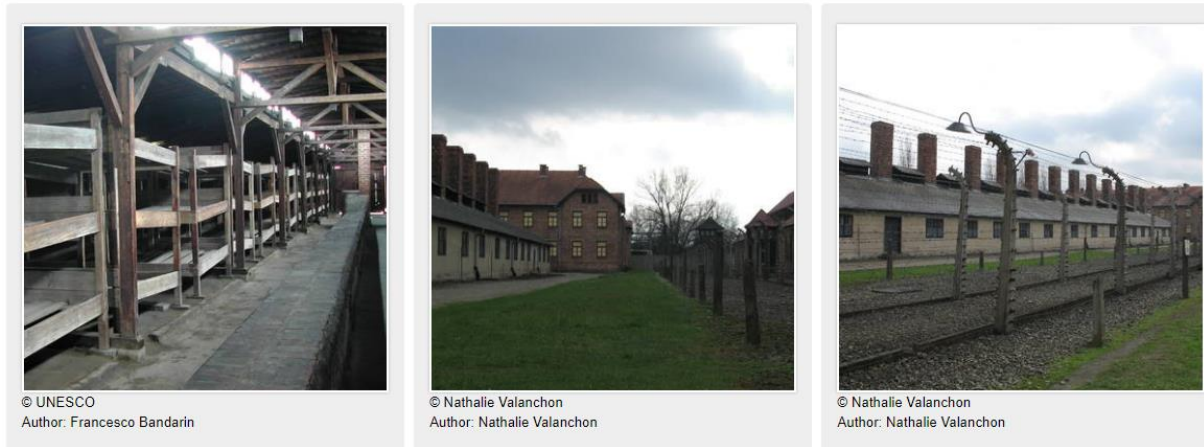 © UNESCO
Author: Francesco Bandarin
© Nathalie Valanchon
Author: Nathalie Valanchon
© Nathalie Valanchon
Author: Nathalie Valanchon